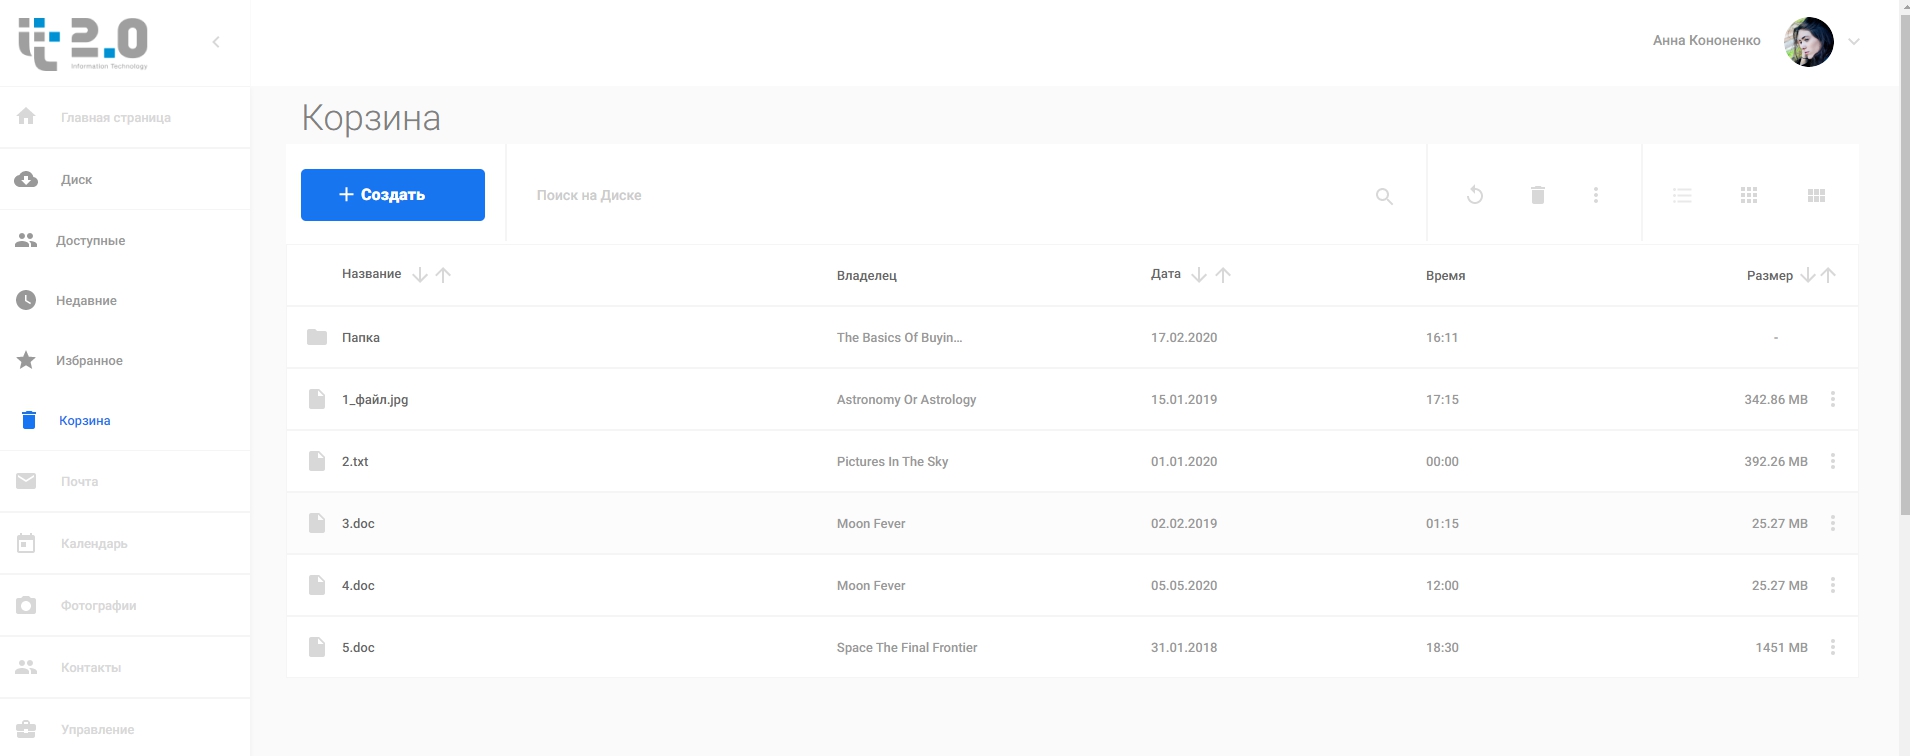 2.0
Information Technology
Анна Кононенко
Главная страница
Диск
Доступные
Недавние
Избранное
Корзина
Почта
Календарь
Фотографии
Контакты
Управление
Корзина
+ Создать
Поиск на Диске
Название Владелец Дата Время Размер
Папка The Basics Of Buyin... 17.02.2020 16:11 -
1_файл.jpg Astronomy Or Astrology 15.01.2019 17:15 342.86 MB
2.txt Pictures In The Sky 01.01.2020 00:00 392.26 MB
3.doc Moon Fever 02.02.2019 01:15 25.27 MB
4.doc Moon Fever 05.05.2020 12:00 25.27 MB
5.doc Space The Final Frontier 31.01.2018 18:30 1451 MB